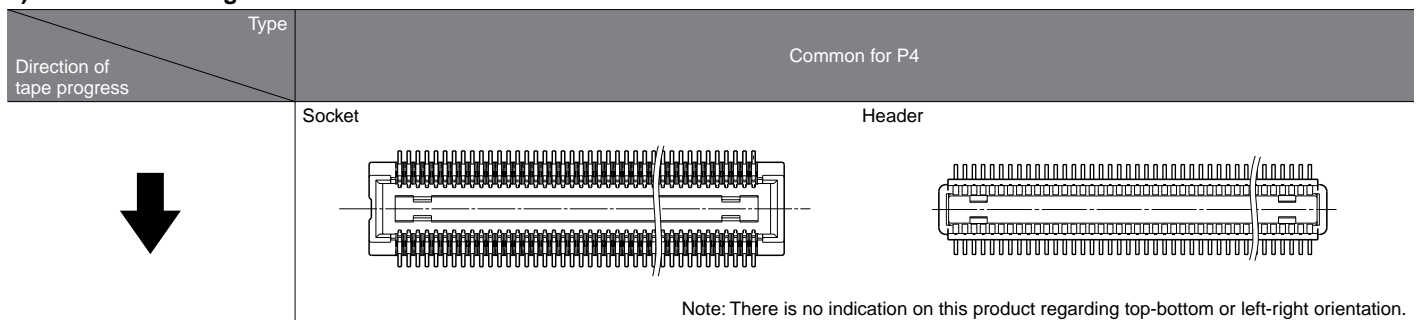 Type
Direction of
tape progress
Common for P4
Socket
Header
Note: There is no indication on this product regarding top-bottom or left-right orientation.